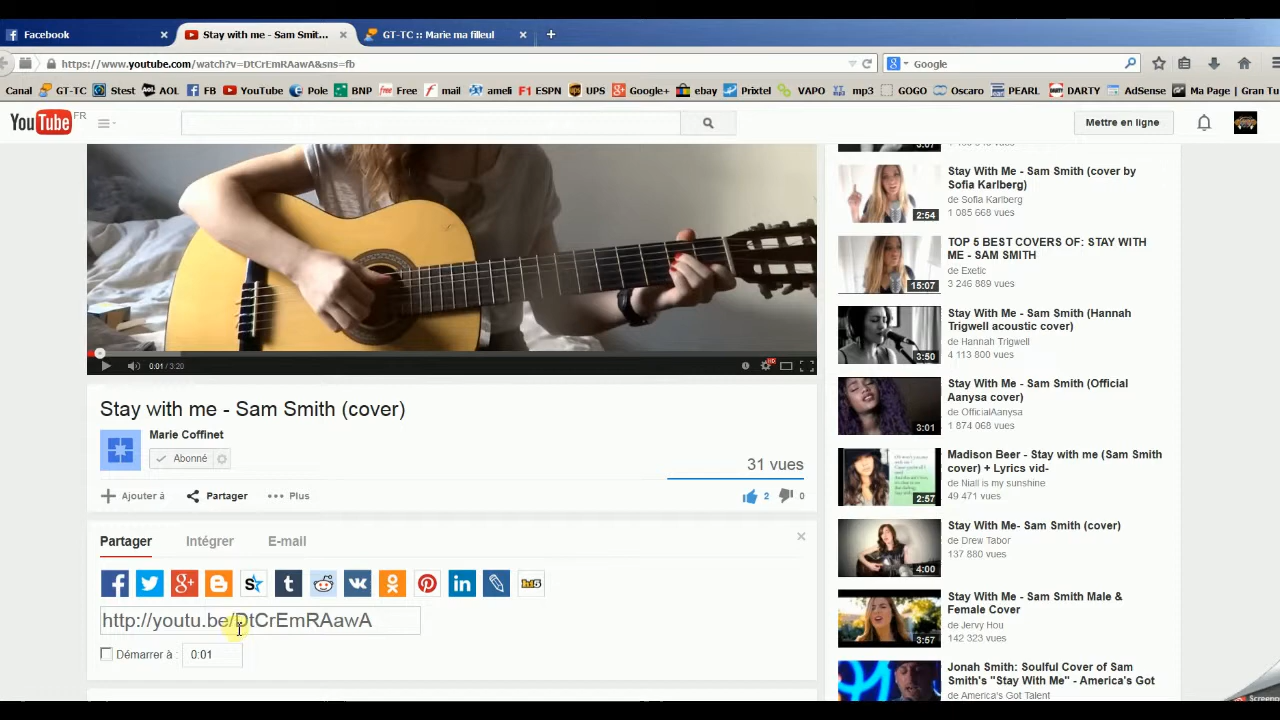 Facebook
Stay with me - Sam Smit...
GT-TC :: Marie ma filleul
https://www.youtube.com/watch?v=DtCrEmRAawA&sns=fb
Google
Canal GT-TC Stest AOL FB YouTube Pole BNP Free mail ameli F1 ESPN UPS Google+ ebay Prixtel VAPO mp3 GOGO Oscaro PEARL DARTY AdSense Ma Page Gran Tu
YouTube FR
Mettre en ligne
0:01 / 3:20
HD
Stay with me - Sam Smith (cover)
Marie Coffinet
Abonné
31 vues
Ajouter à Partager Plus
2 0
Partager Intégrer E-mail
http://youtu.be/DtCrEmRAawA
Démarrer à : 0:01
Stay With Me - Sam Smith (cover by
Sofia Karlberg)
de Sofia Karlberg
1 085 668 vues
2:54
TOP 5 BEST COVERS OF: STAY WITH
ME - SAM SMITH
de Exetic
3 246 889 vues
15:07
Stay With Me - Sam Smith (Hannah
Trigwell acoustic cover)
de Hannah Trigwell
4 113 800 vues
3:50
Stay With Me - Sam Smith (Official
Aanysa cover)
de OfficialAanysa
1 874 068 vues
3:01
Madison Beer - Stay with me (Sam Smith
cover) + Lyrics vid-
de Niall is my sunshine
49 471 vues
2:57
Stay With Me- Sam Smith (cover)
de Drew Tabor
137 880 vues
4:00
Stay With Me - Sam Smith Male &
Female Cover
de Jervy Hou
142 323 vues
3:57
Jonah Smith: Soulful Cover of Sam
Smith's "Stay With Me" - America's Got
de America's Got Talent